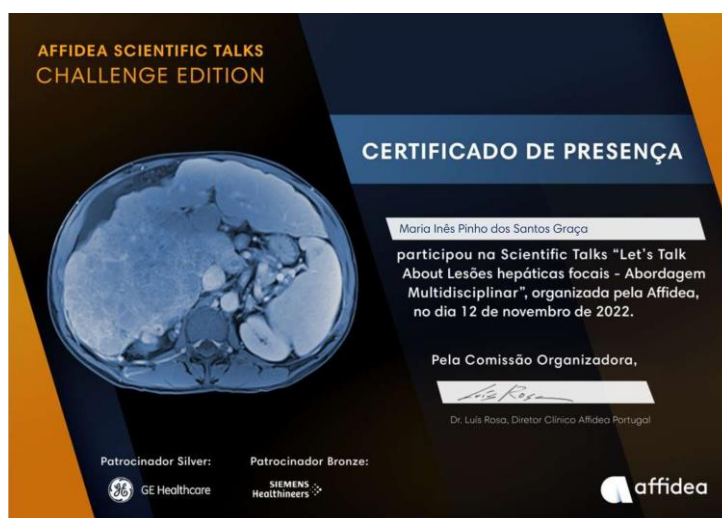 AFFIDEA SCIENTIFIC TALKS
CHALLENGE EDITION
CERTIFICADO DE PRESENÇA
Maria Inês Pinho dos Santos Graça
participou na Scientific Talks “Let’s Talk
About Lesões hepáticas focais - Abordagem
Multidisciplinar”, organizada pela Affidea,
no dia 12 de novembro de 2022.
Pela Comissão Organizadora,
Luís Rosa
Dr. Luís Rosa, Diretor Clínico Affidea Portugal
Patrocinador Silver:
Patrocinador Bronze:
GE Healthcare
SIEMENS
Healthineers
affidea